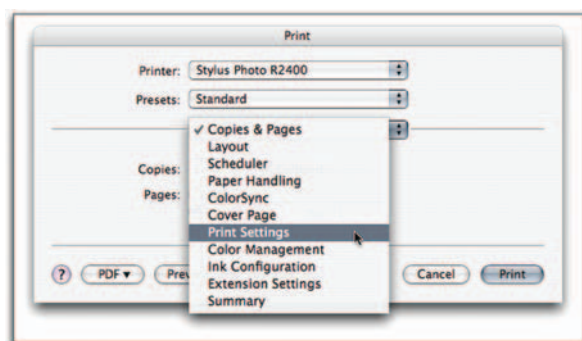 Print
Printer: Stylus Photo R2400
Presets: Standard
✓ Copies & Pages
Layout
Scheduler
Copies:
Paper Handling
Pages:
ColorSync
Cover Page
Print Settings
Color Management
Ink Configuration
? PDF▼ Cancel Print
Extension Settings
Summary